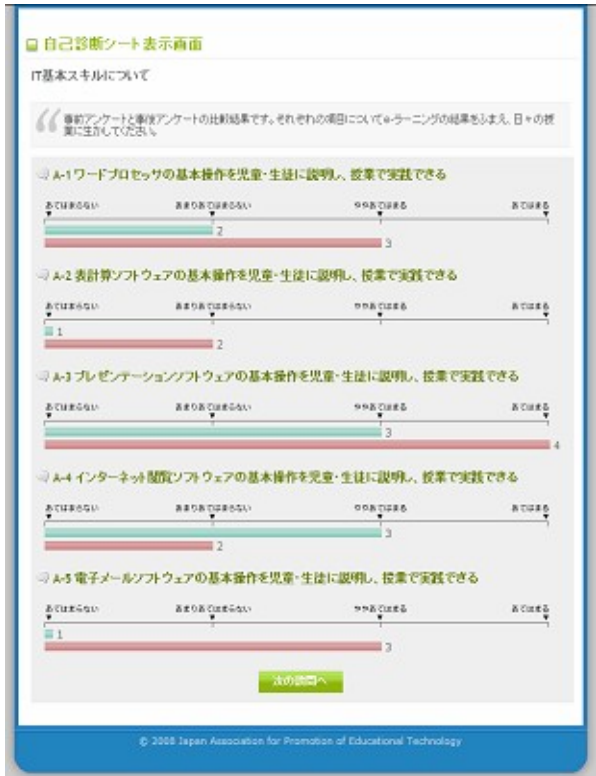 自己診断シート表示画面
IT基本スキルについて
事前アンケートと事後アンケートの比較結果です。それぞれの項目についてe-ラーニングの結果をふまえ、日々の授
業に生かしてください。
A-1 ワードプロセッサの基本操作を児童・生徒に説明し、授業で実践できる
あてはまらない あまりあてはまらない ややあてはまる あてはまる
2
3
A-2 表計算ソフトウェアの基本操作を児童・生徒に説明し、授業で実践できる
あてはまらない あまりあてはまらない ややあてはまる あてはまる
1
2
A-3 プレゼンテーションソフトウェアの基本操作を児童・生徒に説明し、授業で実践できる
あてはまらない あまりあてはまらない ややあてはまる あてはまる
3
4
A-4 インターネット閲覧ソフトウェアの基本操作を児童・生徒に説明し、授業で実践できる
あてはまらない あまりあてはまらない ややあてはまる あてはまる
3
2
A-5 電子メールソフトウェアの基本操作を児童・生徒に説明し、授業で実践できる
あてはまらない あまりあてはまらない ややあてはまる あてはまる
1
3
次の設問へ
© 2008 Japan Association for Promotion of Educational Technology